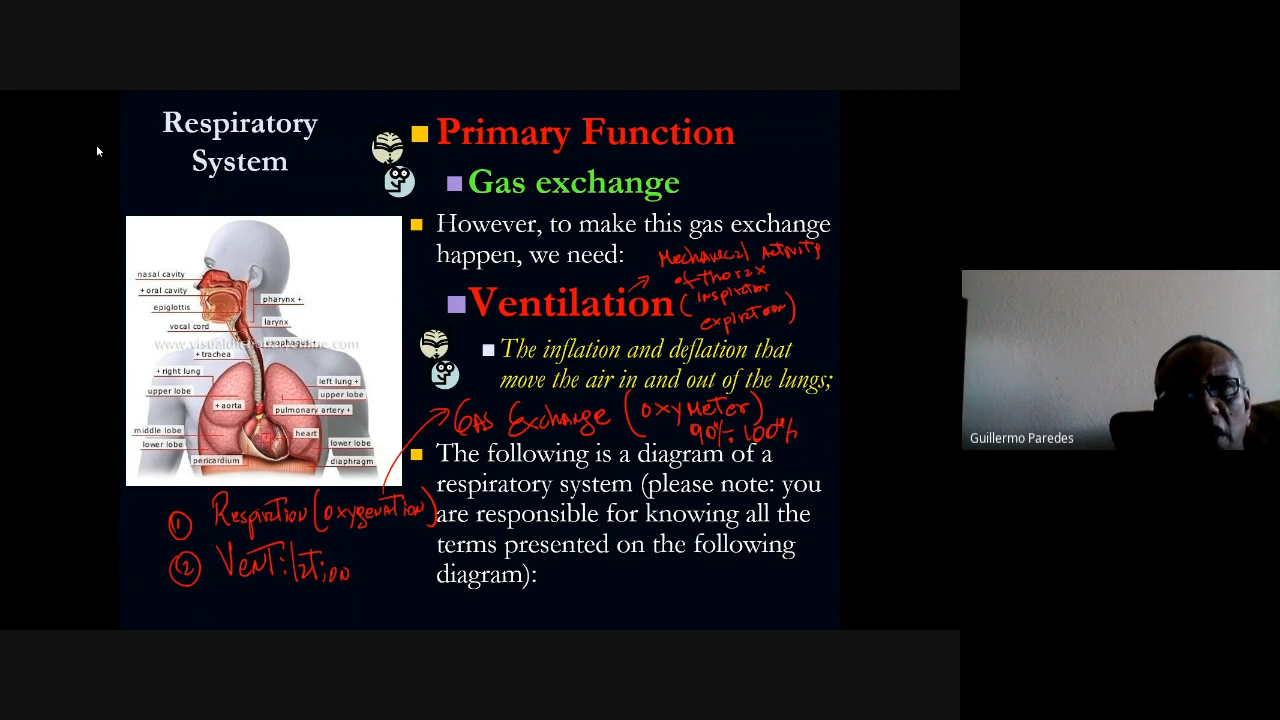 Respiratory
System
Primary Function
Gas exchange
However, to make this gas exchange
happen, we need:
Mechanical Activity
of thorax
Ventilation
(inspiration
expiration)
The inflation and deflation that
move the air in and out of the lungs;
Gas Exchange (oxymeter)
90%. 100%
The following is a diagram of a
respiratory system (please note: you
are responsible for knowing all the
terms presented on the following
diagram):
nasal cavity
+ oral cavity
epiglottis
vocal cord
+ trachea
+ right lung
upper lobe
+ aorta
middle lobe
lower lobe
pericardium
pharynx +
larynx
esophagus
left lung +
upper lobe
pulmonary artery +
heart
lower lobe
diaphragm
① Respiration (oxygenation)
② Ventilation
Guillermo Paredes